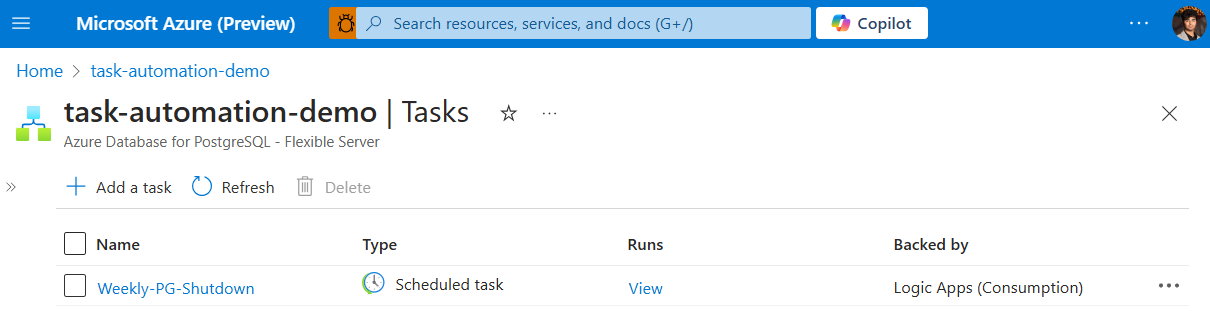 Microsoft Azure (Preview) Search resources, services, and docs (G+/) Copilot ...
Home > task-automation-demo
task-automation-demo | Tasks ...
Azure Database for PostgreSQL - Flexible Server
» + Add a task Refresh Delete
Name Type Runs Backed by
Weekly-PG-Shutdown Scheduled task View Logic Apps (Consumption) ...